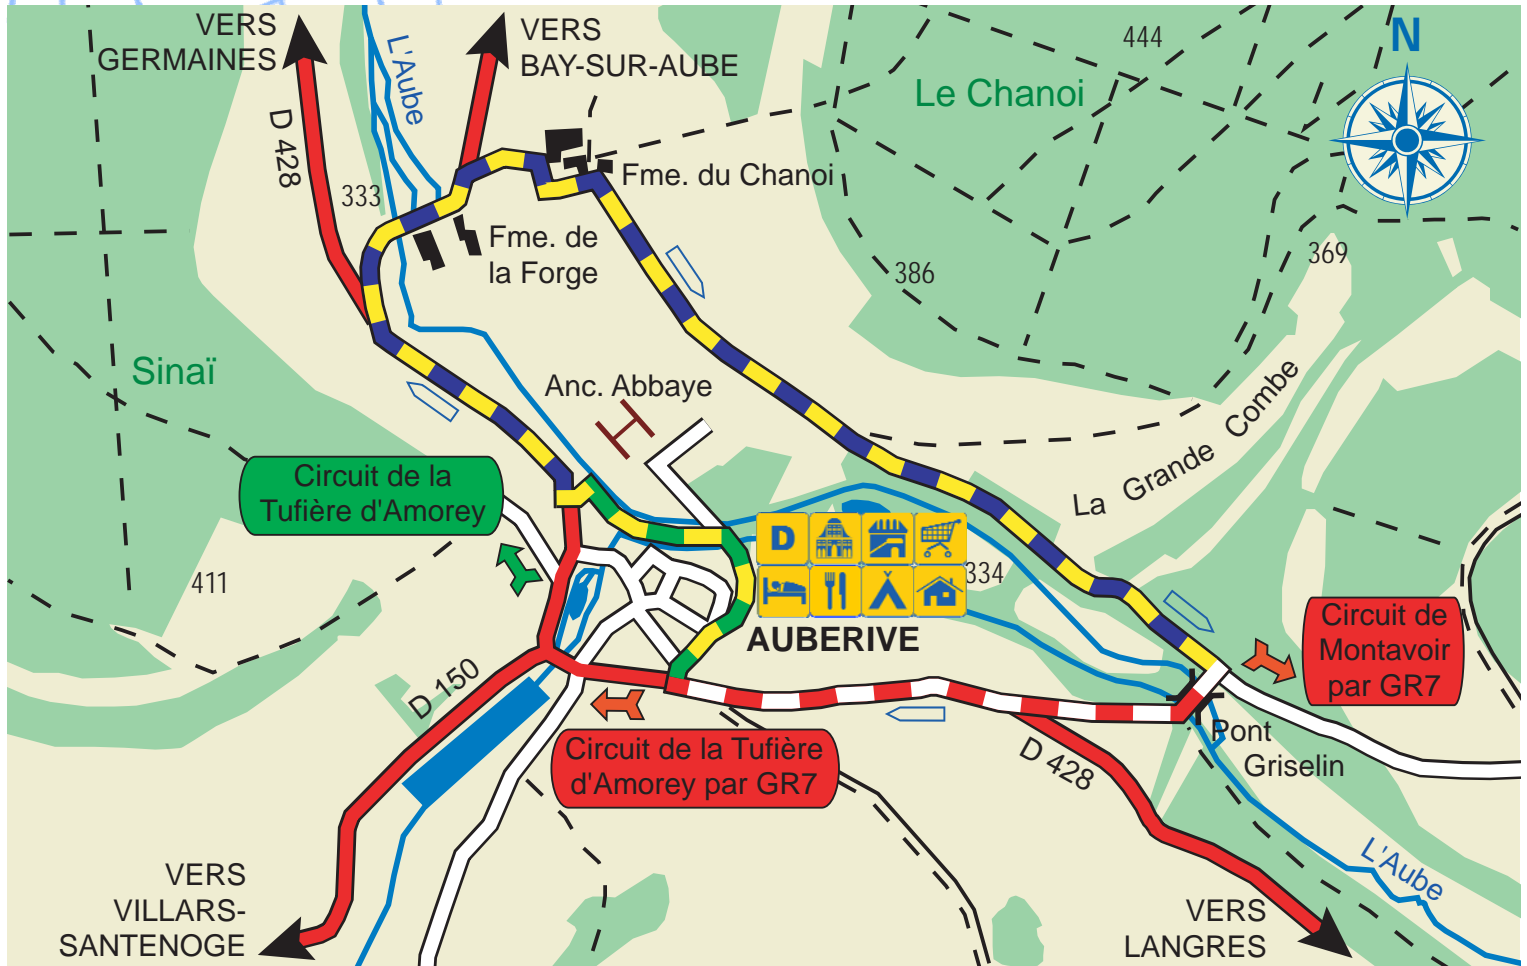 VERS
GERMAINES
VERS
BAY-SUR-AUBE
L'Aube
444
N
Le Chanoi
D 428
333
Fme. du Chanoi
Fme. de
la Forge
386
369
Sinaï
Anc. Abbaye
La Grande Combe
Circuit de la
Tufière d'Amorey
D
411
334
AUBERIVE
Circuit de
Montavoir
par GR7
D 150
Circuit de la Tufière
d'Amorey par GR7
Pont
Griselin
D 428
L'Aube
VERS
VILLARS-
SANTENOGE
VERS
LANGRES